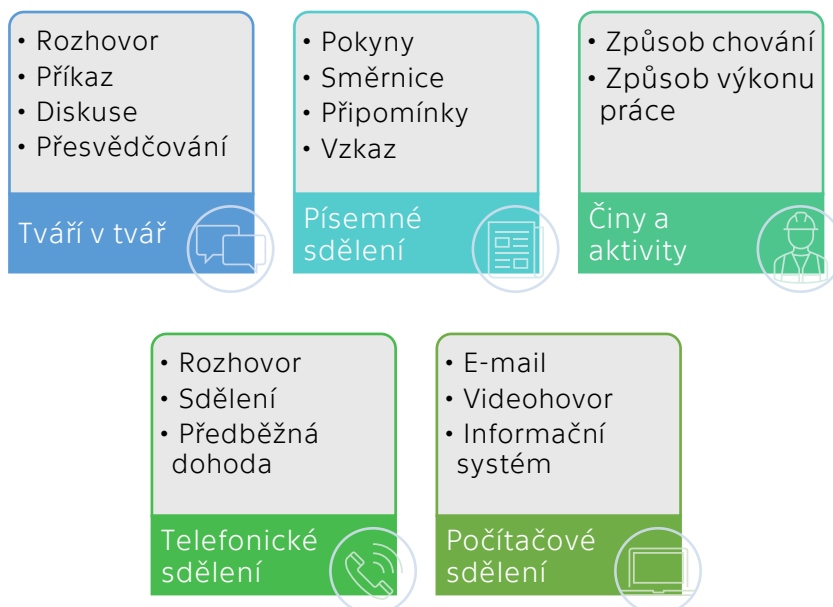 • Rozhovor
• Příkaz
• Diskuse
• Přesvědčování
Tváří v tvář
• Pokyny
• Směrnice
• Připomínky
• Vzkaz
Písemné
sdělení
• Způsob chování
• Způsob výkonu
práce
Činy a
aktivity
• Rozhovor
• Sdělení
• Předběžná
dohoda
Telefonické
sdělení
• E-mail
• Videohovor
• Informační
systém
Počítačové
sdělení